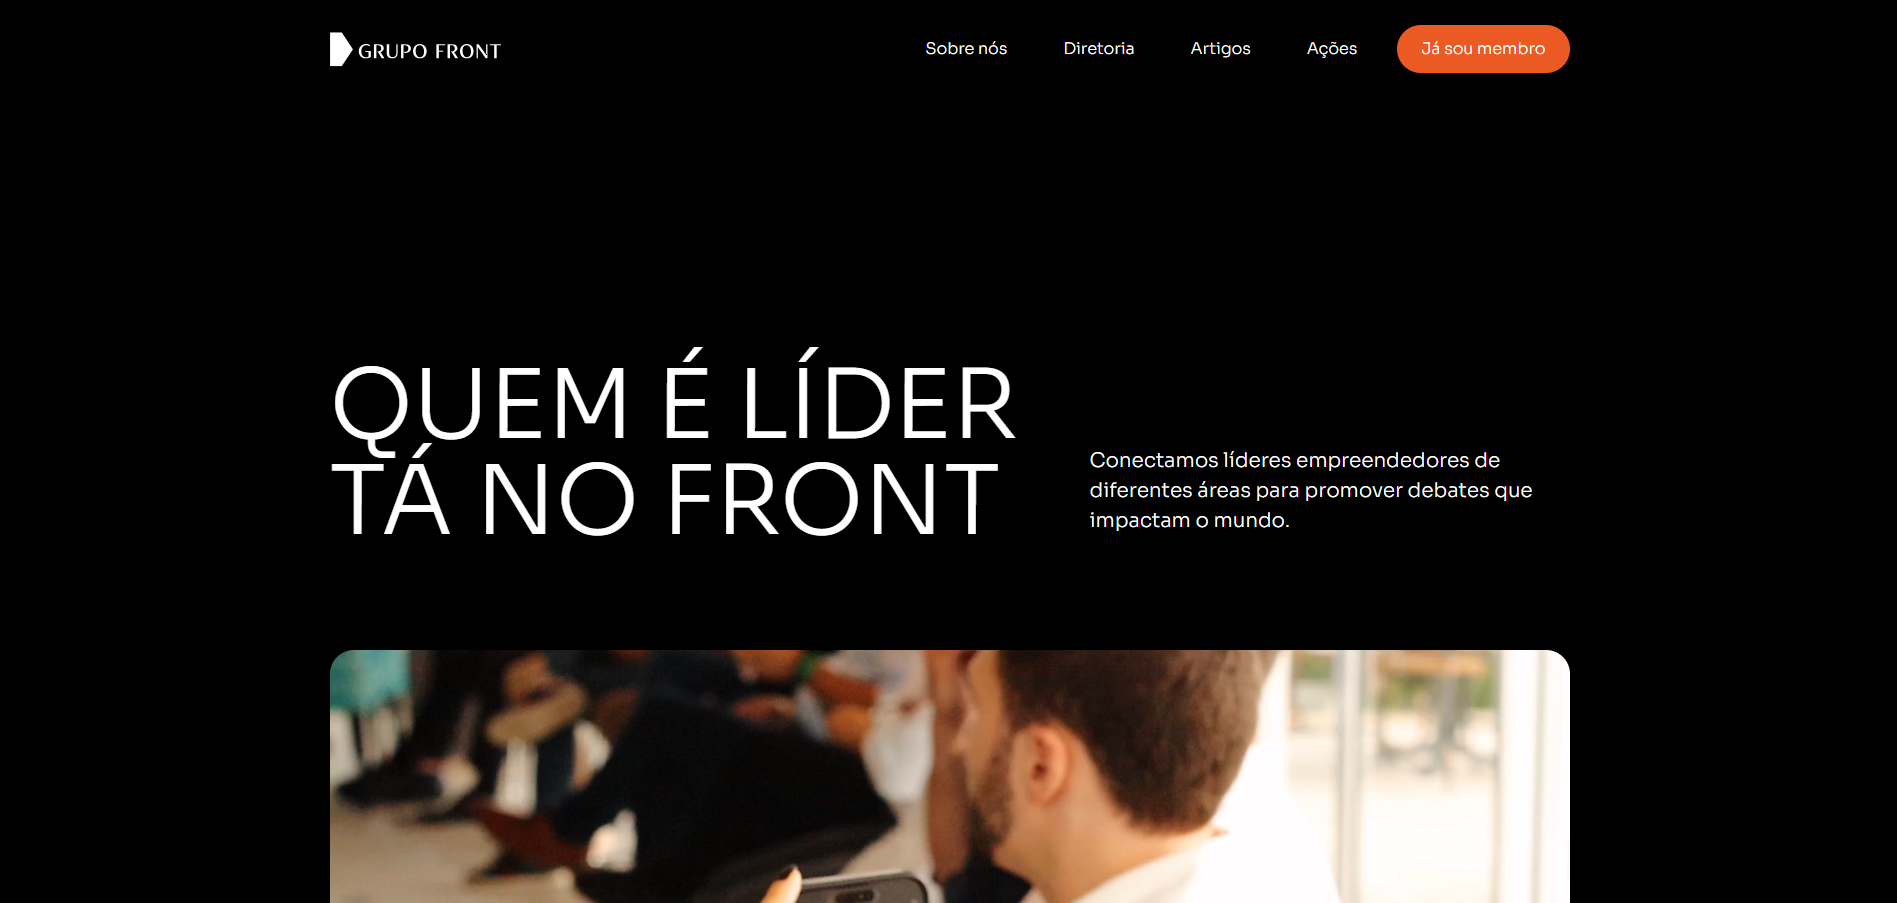 GRUPO FRONT
Sobre nós
Diretoria
Artigos
Ações
Já sou membro
QUEM É LÍDER
TÁ NO FRONT
Conectamos líderes empreendedores de
diferentes áreas para promover debates que
impactam o mundo.